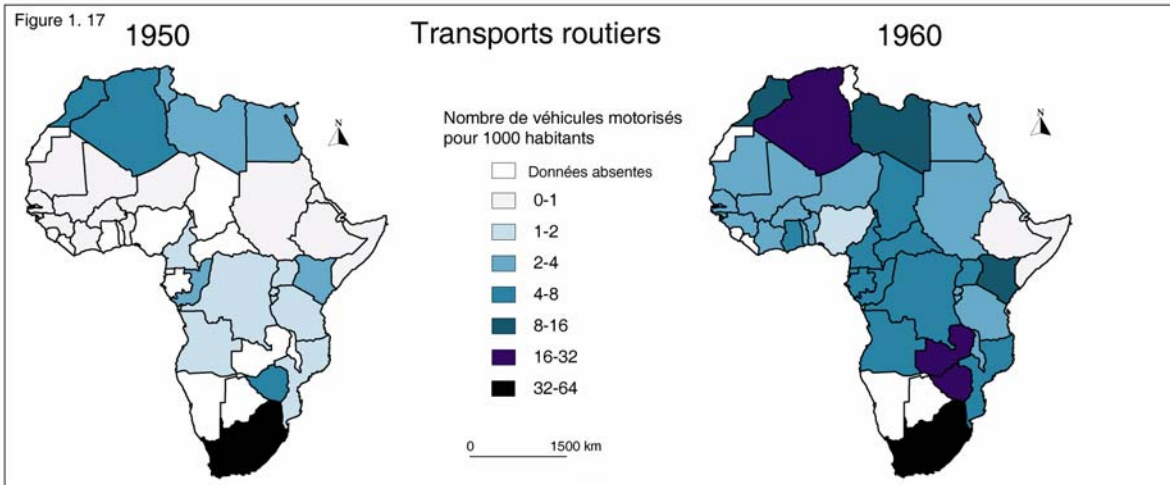 Figure 1. 17
1950
Transports routiers
1960
Nombre de véhicules motorisés
pour 1000 habitants
Données absentes
0-1
1-2
2-4
4-8
8-16
16-32
32-64
0 1500 km
N
N